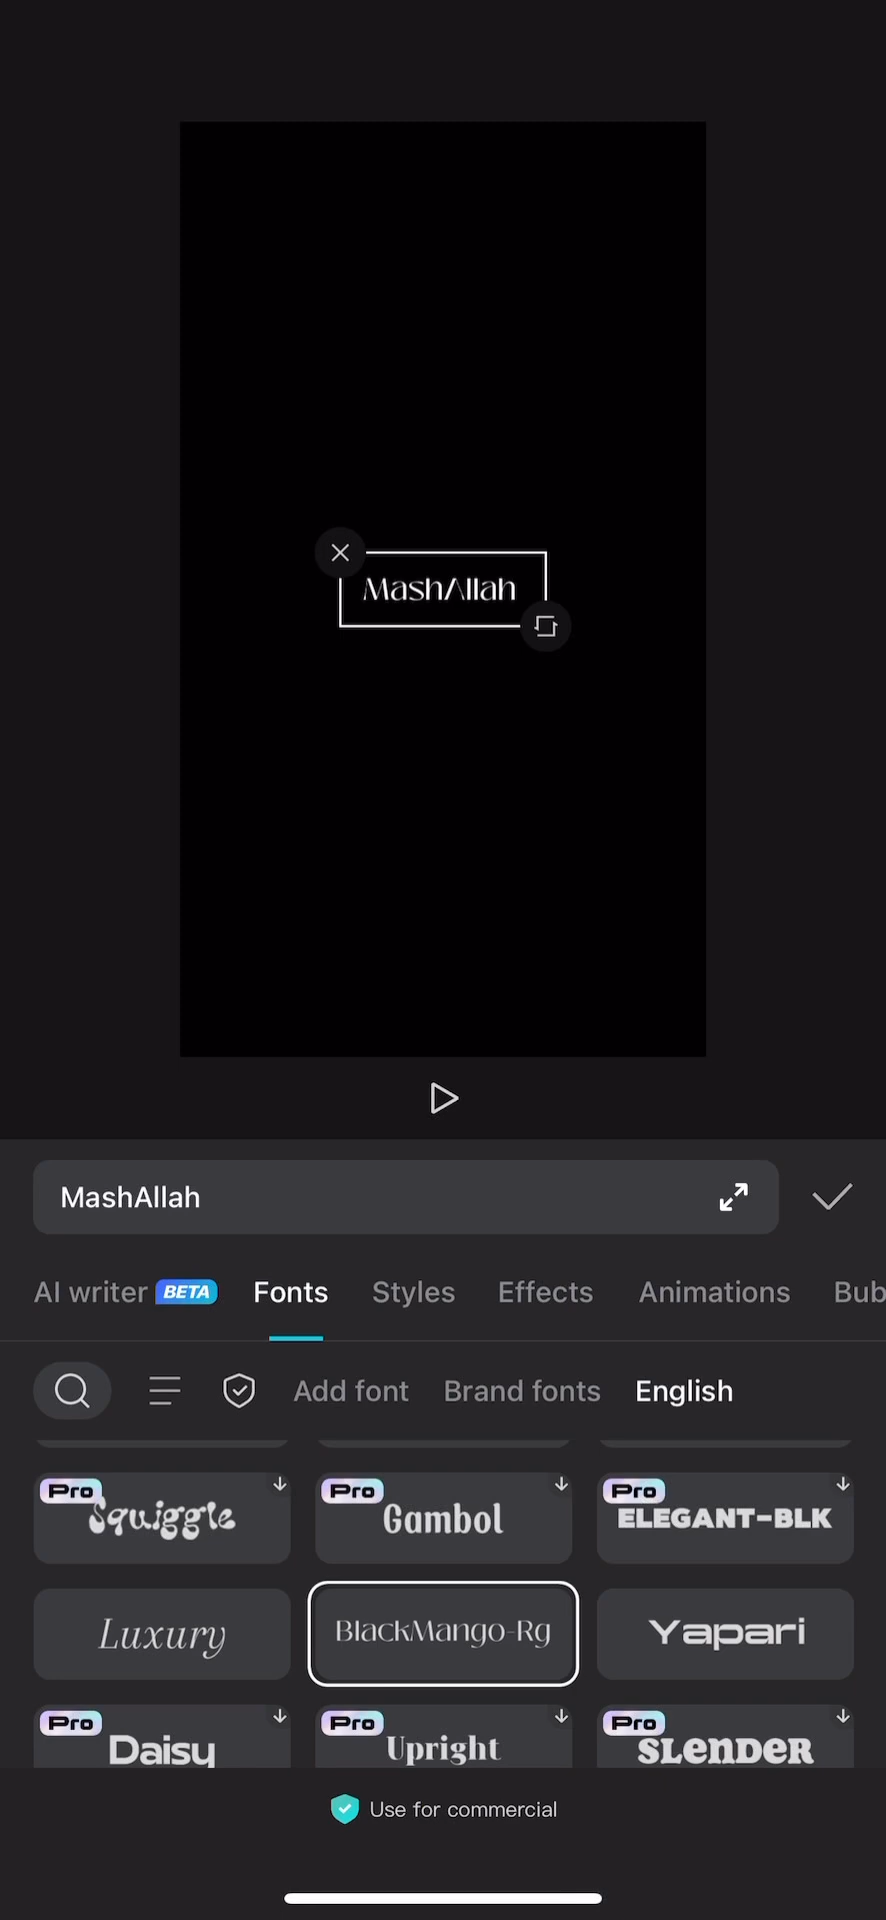 MashAllah
MashAllah
AI writer BETA Fonts Styles Effects Animations Bub
Add font Brand fonts English
Pro Squiggle Pro Gambol Pro ELEGANT-BLK
Luxury BlackMango-Rg Yapari
Pro Daisy Pro Upright Pro SLENDER
Use for commercial